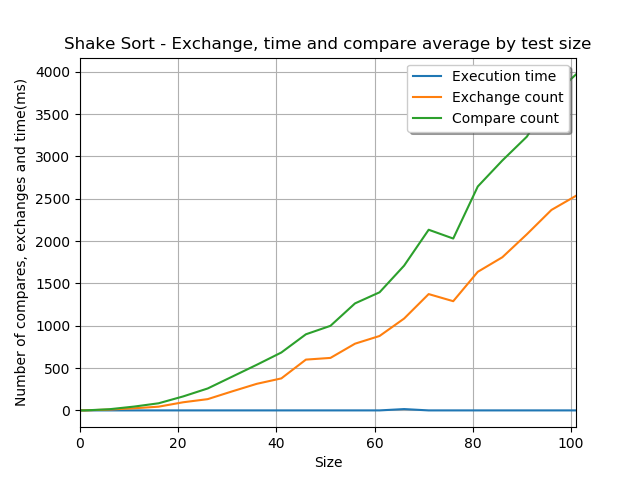 Shake Sort - Exchange, time and compare average by test size
Number of compares, exchanges and time(ms)
4000
3500
3000
2500
2000
1500
1000
500
0
Execution time
Exchange count
Compare count
0 20 40 60 80 100
Size